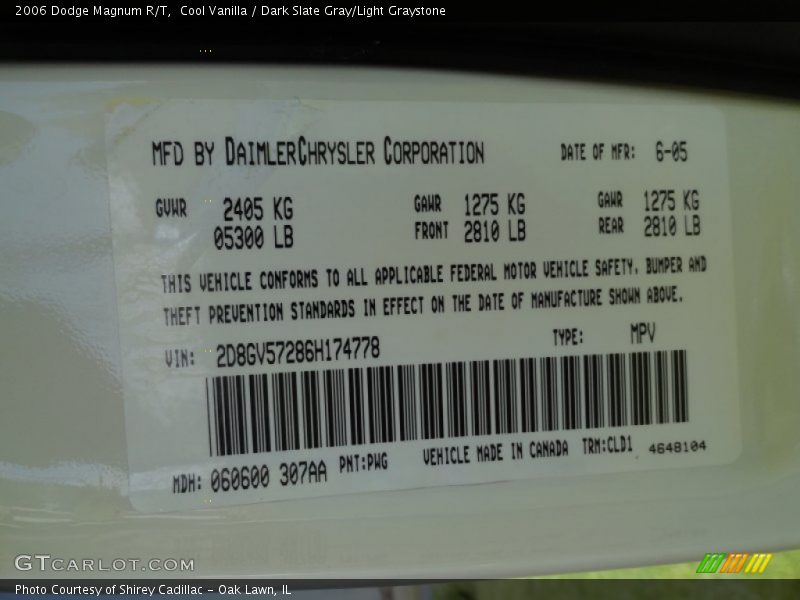 2006 Dodge Magnum R/T,  Cool Vanilla / Dark Slate Gray/Light Graystone
MFD BY DAIMLERCHRYSLER CORPORATION DATE OF MFR: 6-05
GVWR 2405 KG GAWR 1275 KG GAWR 1275 KG
05300 LB FRONT 2810 LB REAR 2810 LB
THIS VEHICLE CONFORMS TO ALL APPLICABLE FEDERAL MOTOR VEHICLE SAFETY, BUMPER AND
THEFT PREVENTION STANDARDS IN EFFECT ON THE DATE OF MANUFACTURE SHOWN ABOVE.
VIN: 2D8GV57286H174778 TYPE: MPV
MDH: 060600 307AA PNT:PWG VEHICLE MADE IN CANADA TRM:CLD1 4648104
GTCARLOT.COM
Photo Courtesy of Shirey Cadillac - Oak Lawn, IL